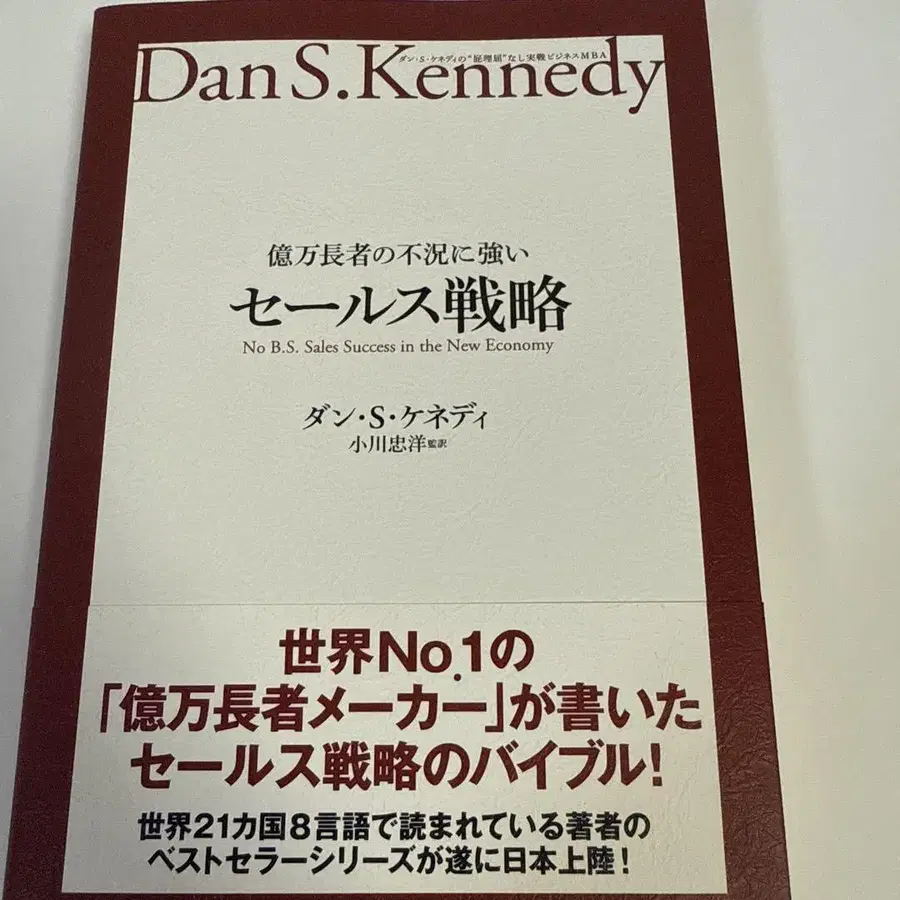 ダン・S・ケネディの"屁理屈"なし実戦ビジネスMBA
Dan S. Kennedy
億万長者の不況に強い
セールス戦略
No B.S. Sales Success in the New Economy
ダン・S・ケネディ
小川忠洋 監訳
世界No.1の
「億万長者メーカー」が書いた
セールス戦略のバイブル!
世界21カ国8言語で読まれている著者の
ベストセラーシリーズが遂に日本上陸!